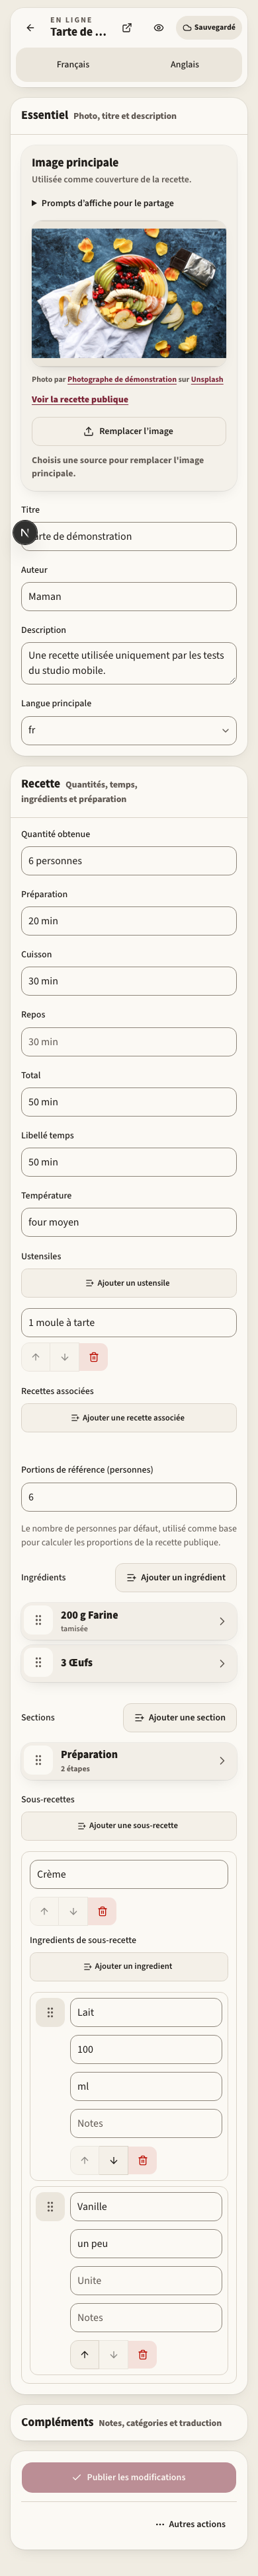 EN LIGNE
Tarte de ...
Sauvegardé
Français Anglais
Essentiel Photo, titre et description
Image principale
Utilisée comme couverture de la recette.
Prompts d'affiche pour le partage
Photo par Photographe de démonstration sur Unsplash
Voir la recette publique
Remplacer l'image
Choisis une source pour remplacer l'image
principale.
Titre
N
arte de démonstration
Auteur
Maman
Description
Une recette utilisée uniquement par les tests
du studio mobile.
Langue principale
fr
Recette Quantités, temps,
ingrédients et préparation
Quantité obtenue
6 personnes
Préparation
20 min
Cuisson
30 min
Repos
30 min
Total
50 min
Libellé temps
50 min
Température
four moyen
Ustensiles
Ajouter un ustensile
1 moule à tarte
Recettes associées
Ajouter une recette associée
Portions de référence (personnes)
6
Le nombre de personnes par défaut, utilisé comme base
pour calculer les proportions de la recette publique.
Ingrédients
Ajouter un ingrédient
200 g Farine
tamisée
3 Œufs
Sections
Ajouter une section
Préparation
2 étapes
Sous-recettes
Ajouter une sous-recette
Crème
Ingredients de sous-recette
Ajouter un ingredient
Lait
100
ml
Notes
Vanille
un peu
Unite
Notes
Compléments Notes, catégories et traduction
Publier les modifications
Autres actions